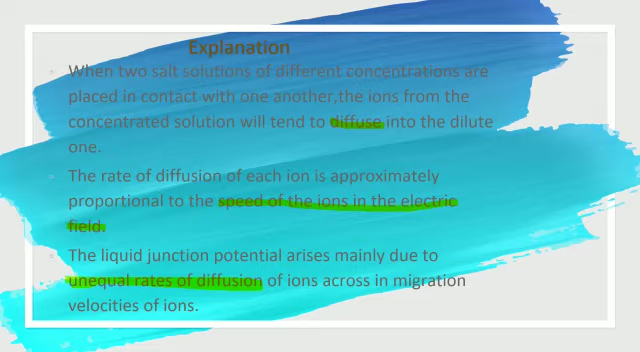 Explanation
When two salt solutions of different concentrations are
placed in contact with one another,the ions from the
concentrated solution will tend to diffuse into the dilute
one.
The rate of diffusion of each ion is approximately
proportional to the speed of the ions in the electric
field.
The liquid junction potential arises mainly due to
unequal rates of diffusion of ions across in migration
velocities of ions.